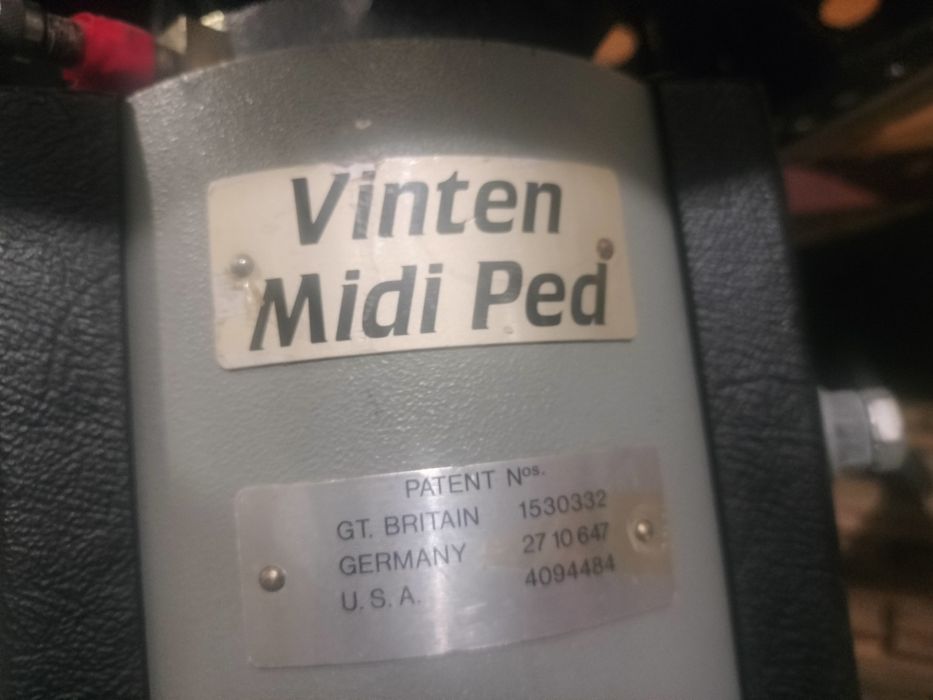 Vinten
Midi Ped
PATENT Nos.
GT. BRITAIN 1530332
GERMANY 27 10 647
U.S.A. 4094484